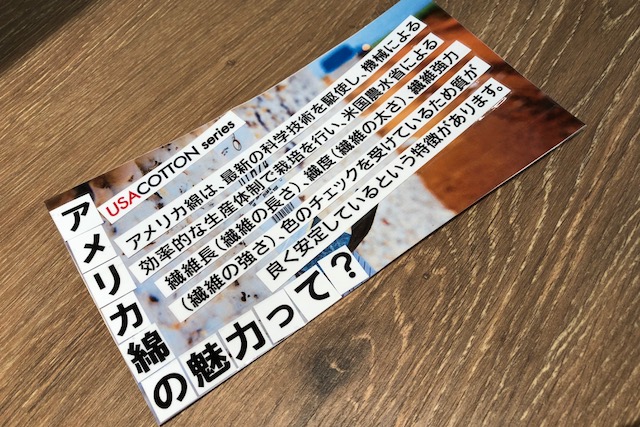 アメリカ綿の魅力って?
USACOTTON series
アメリカ綿は、最新の科学技術を駆使し、機械による
効率的な生産体制で栽培を行い、米国農水省による
繊維長(繊維の長さ)、繊度(繊維の太さ)、繊維強力
(繊維の強さ)、色のチェックを受けているため質が
良く安定しているという特徴があります。